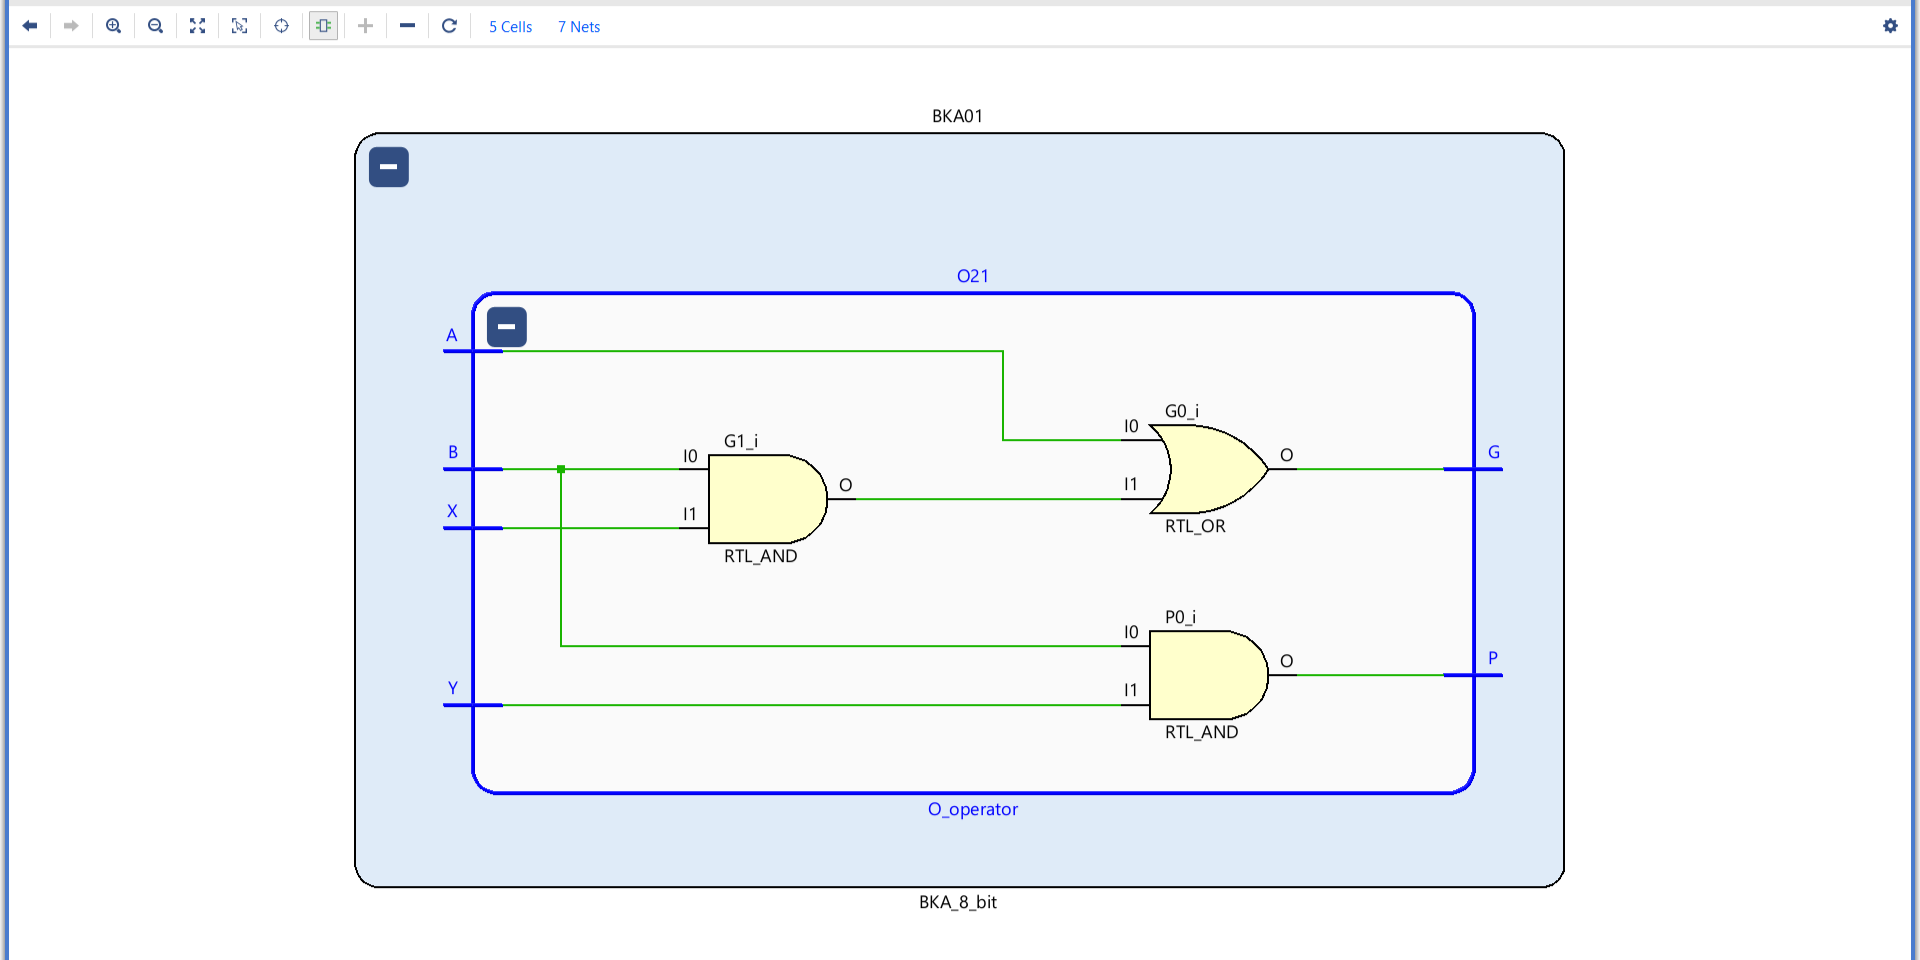 5 Cells 7 Nets
BKA01
O21
A
B
X
Y
G1_i
I0
I1
O
RTL_AND
G0_i
I0
I1
O
RTL_OR
G
P0_i
I0
I1
O
RTL_AND
P
O_operator
BKA_8_bit